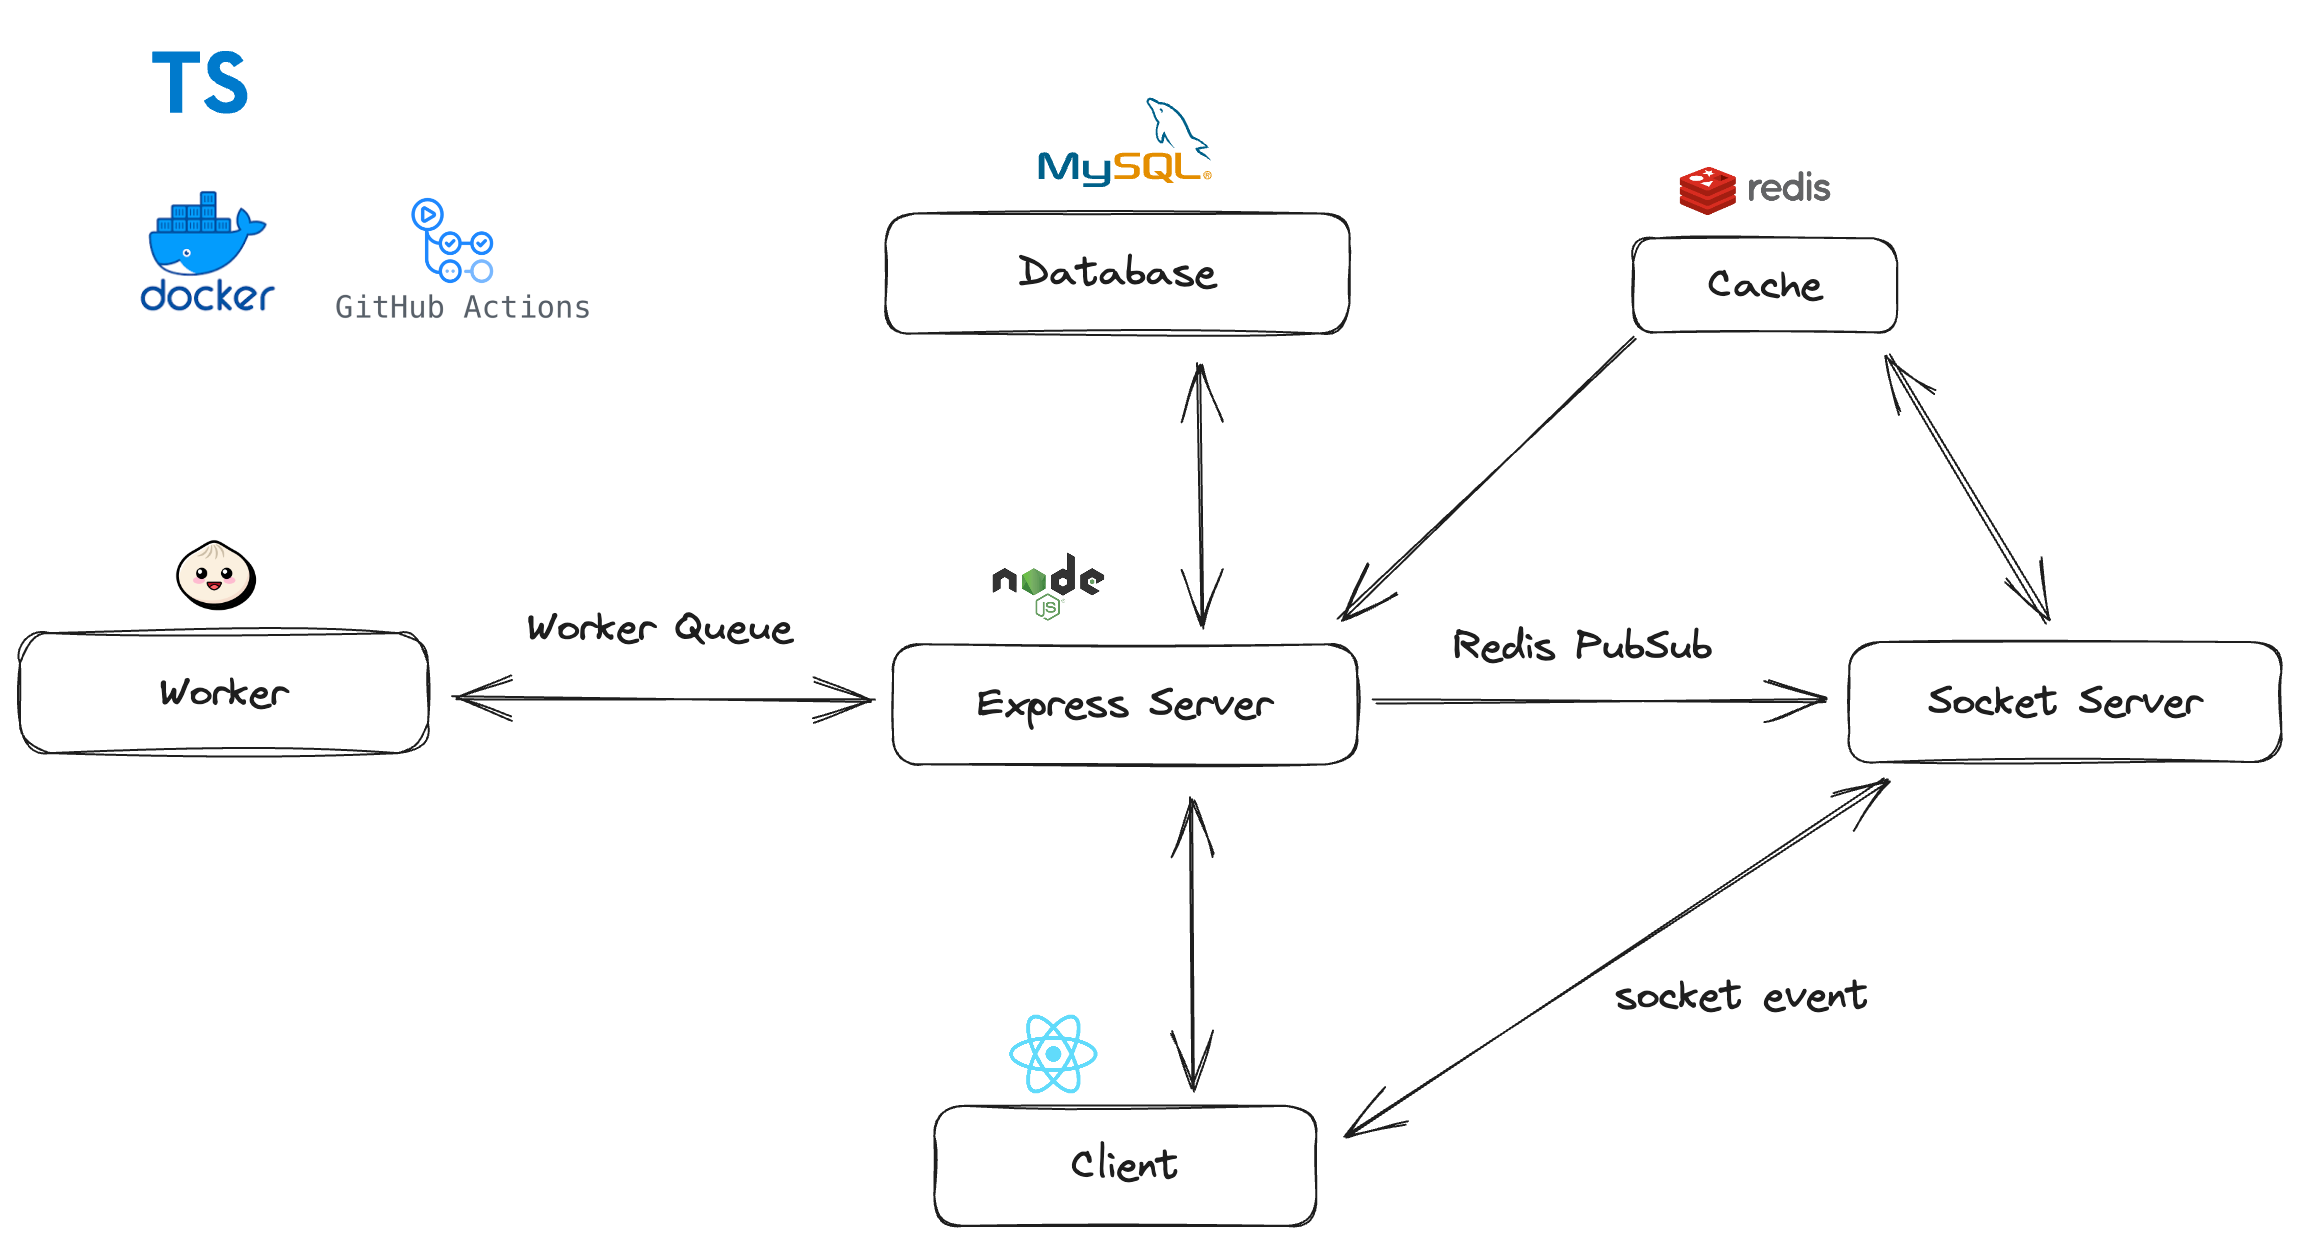 TS
MySQL®
redis
docker
GitHub Actions
Database
Cache
node
JS
Worker Queue
Redis PubSub
Worker
Express Server
Socket Server
socket event
Client